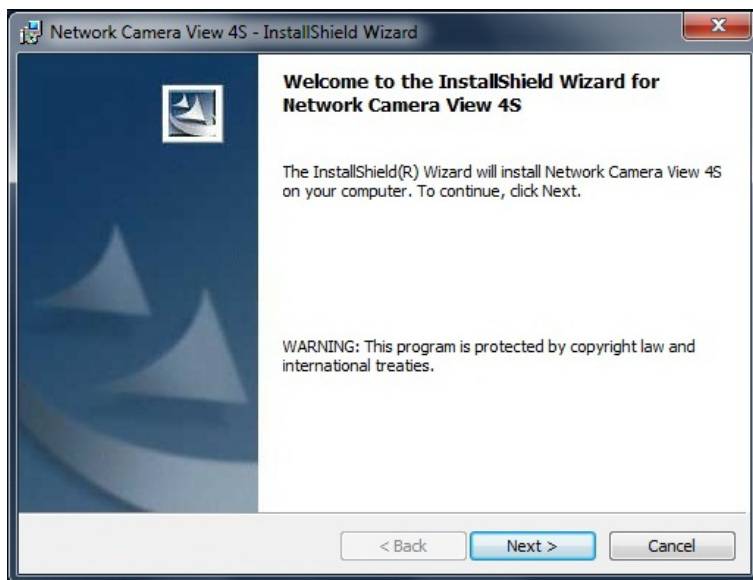 Network Camera View 4S - InstallShield Wizard
X
Welcome to the InstallShield Wizard for
Network Camera View 4S
The InstallShield(R) Wizard will install Network Camera View 4S
on your computer. To continue, click Next.
WARNING: This program is protected by copyright law and
international treaties.
< Back
Next >
Cancel